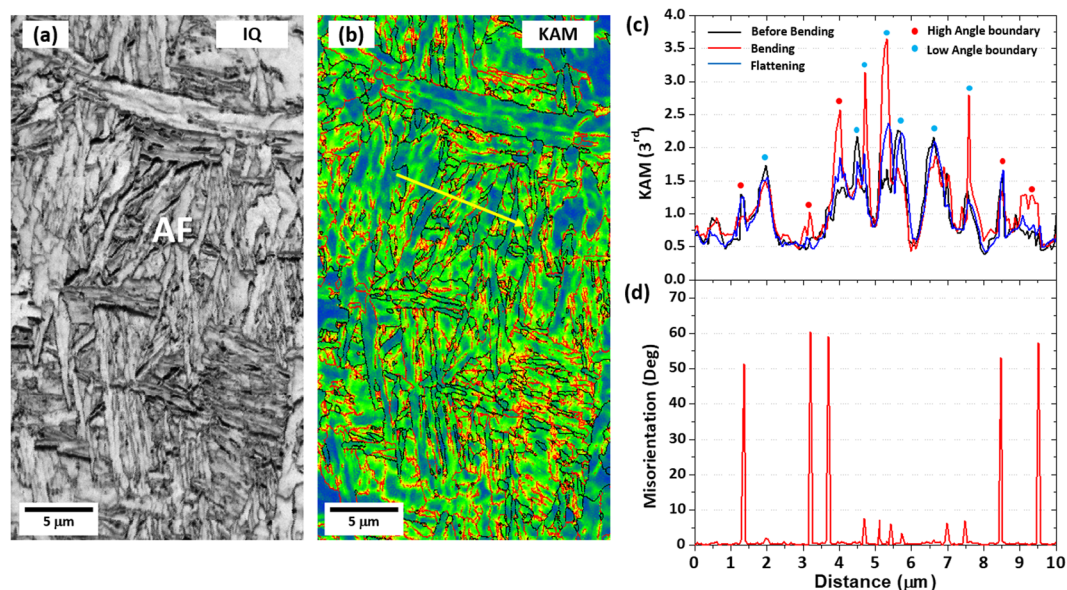 (a)
IQ
AF
5 μm
(b)
KAM
5 μm
(c)
KAM (3rd)
4.0
3.5
3.0
2.5
2.0
1.5
1.0
0.5
0.0
Before Bending
Bending
Flattening
High Angle boundary
Low Angle boundary
(d)
Misorientation (Deg)
70
60
50
40
30
20
10
0
0 1 2 3 4 5 6 7 8 9 10
Distance (μm)